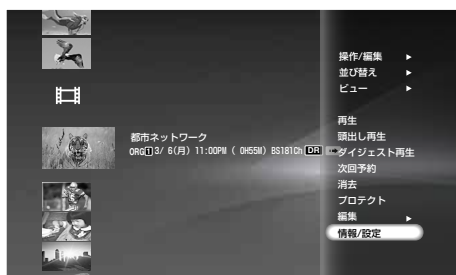 操作/編集 ▶
並び替え ▶
ビュー ▶
再生
頭出し再生
ダイジェスト再生
次回予約
消去
プロテクト
編集 ▶
情報/設定
都市ネットワーク
ORG1 3/ 6(月) 11:00PM ( 0H55M) BS181Ch DR